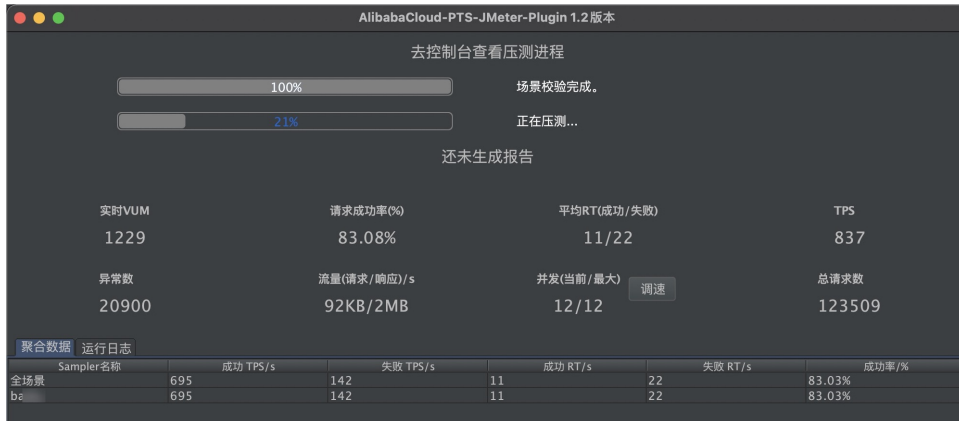 AlibabaCloud-PTS-JMeter-Plugin 1.2版本
去控制台查看压测进程
100% 场景校验完成。
21% 正在压测...
还未生成报告
实时VUM 请求成功率(%) 平均RT(成功/失败) TPS
1229 83.08% 11/22 837
异常数 流量(请求/响应)/s 并发(当前/最大) 调速 总请求数
20900 92KB/2MB 12/12 123509
聚合数据 运行日志
Sampler名称 成功 TPS/s 失败 TPS/s 成功 RT/s 失败 RT/s 成功率/%
全场景 695 142 11 22 83.03%
695 142 11 22 83.03%